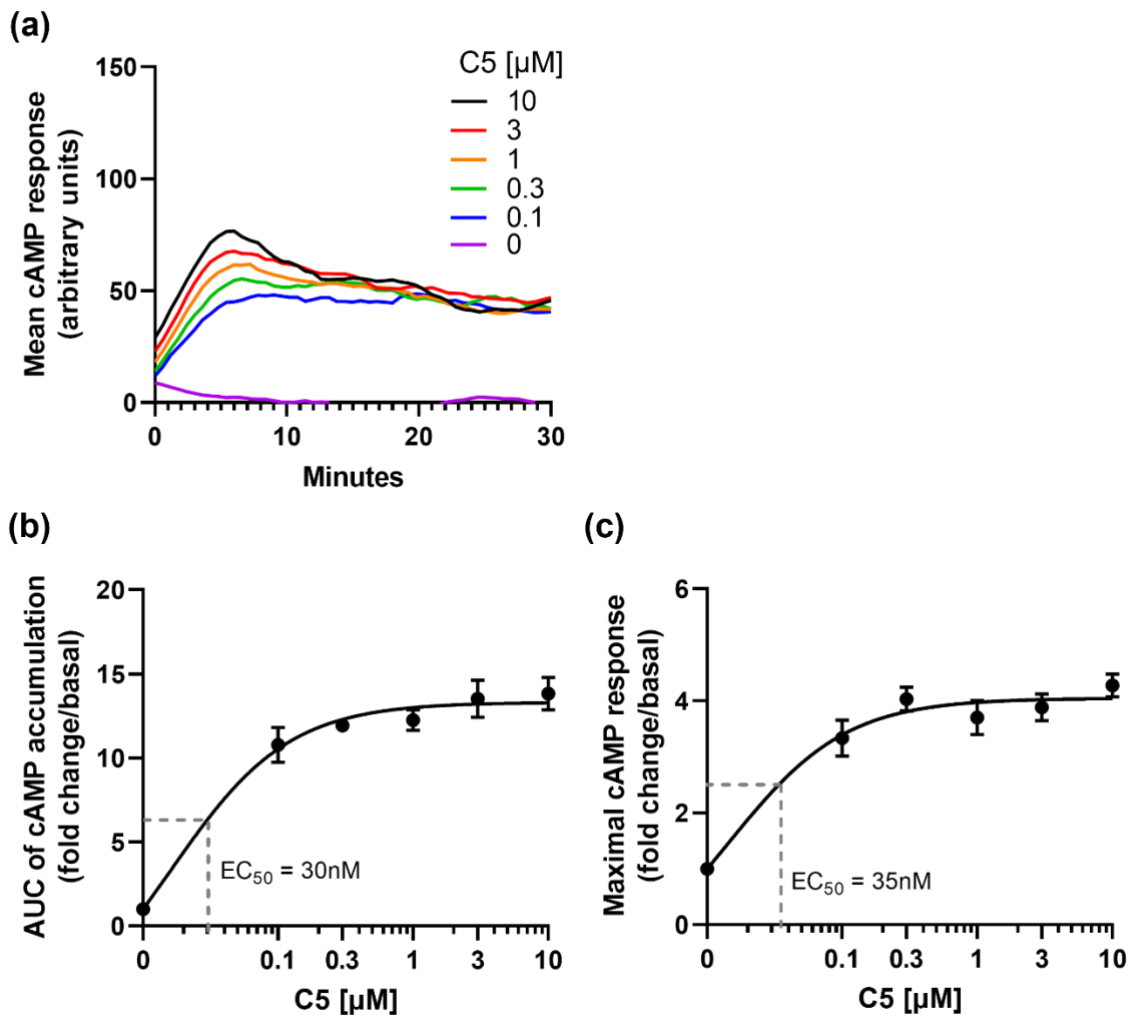 (a)
C5 [µM]
10
3
1
0.3
0.1
0
Mean cAMP response
(arbitrary units)
150
100
50
0
0 10 20 30
Minutes
(b)
AUC of cAMP accumulation
(fold change/basal)
20
15
10
5
0
EC50 = 30nM
0 0.1 0.3 1 3 10
C5 [µM]
(c)
Maximal cAMP response
(fold change/basal)
6
4
2
0
EC50 = 35nM
0 0.1 0.3 1 3 10
C5 [µM]